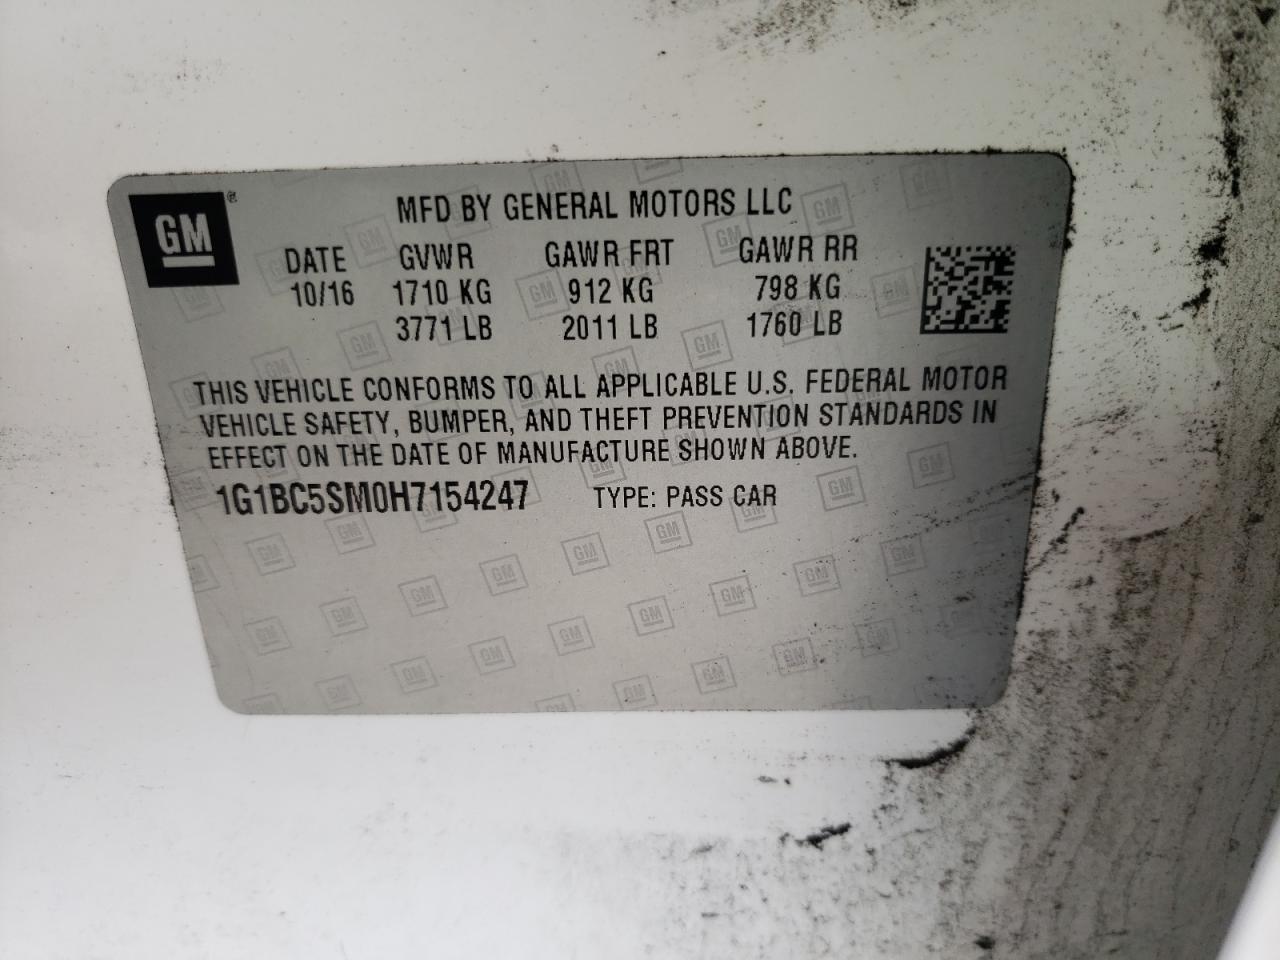 GM®
MFD BY GENERAL MOTORS LLC
DATE GVWR GAWR FRT GAWR RR
10/16 1710 KG 912 KG 798 KG
3771 LB 2011 LB 1760 LB
THIS VEHICLE CONFORMS TO ALL APPLICABLE U.S. FEDERAL MOTOR
VEHICLE SAFETY, BUMPER, AND THEFT PREVENTION STANDARDS IN
EFFECT ON THE DATE OF MANUFACTURE SHOWN ABOVE.
1G1BC5SM0H7154247 TYPE: PASS CAR